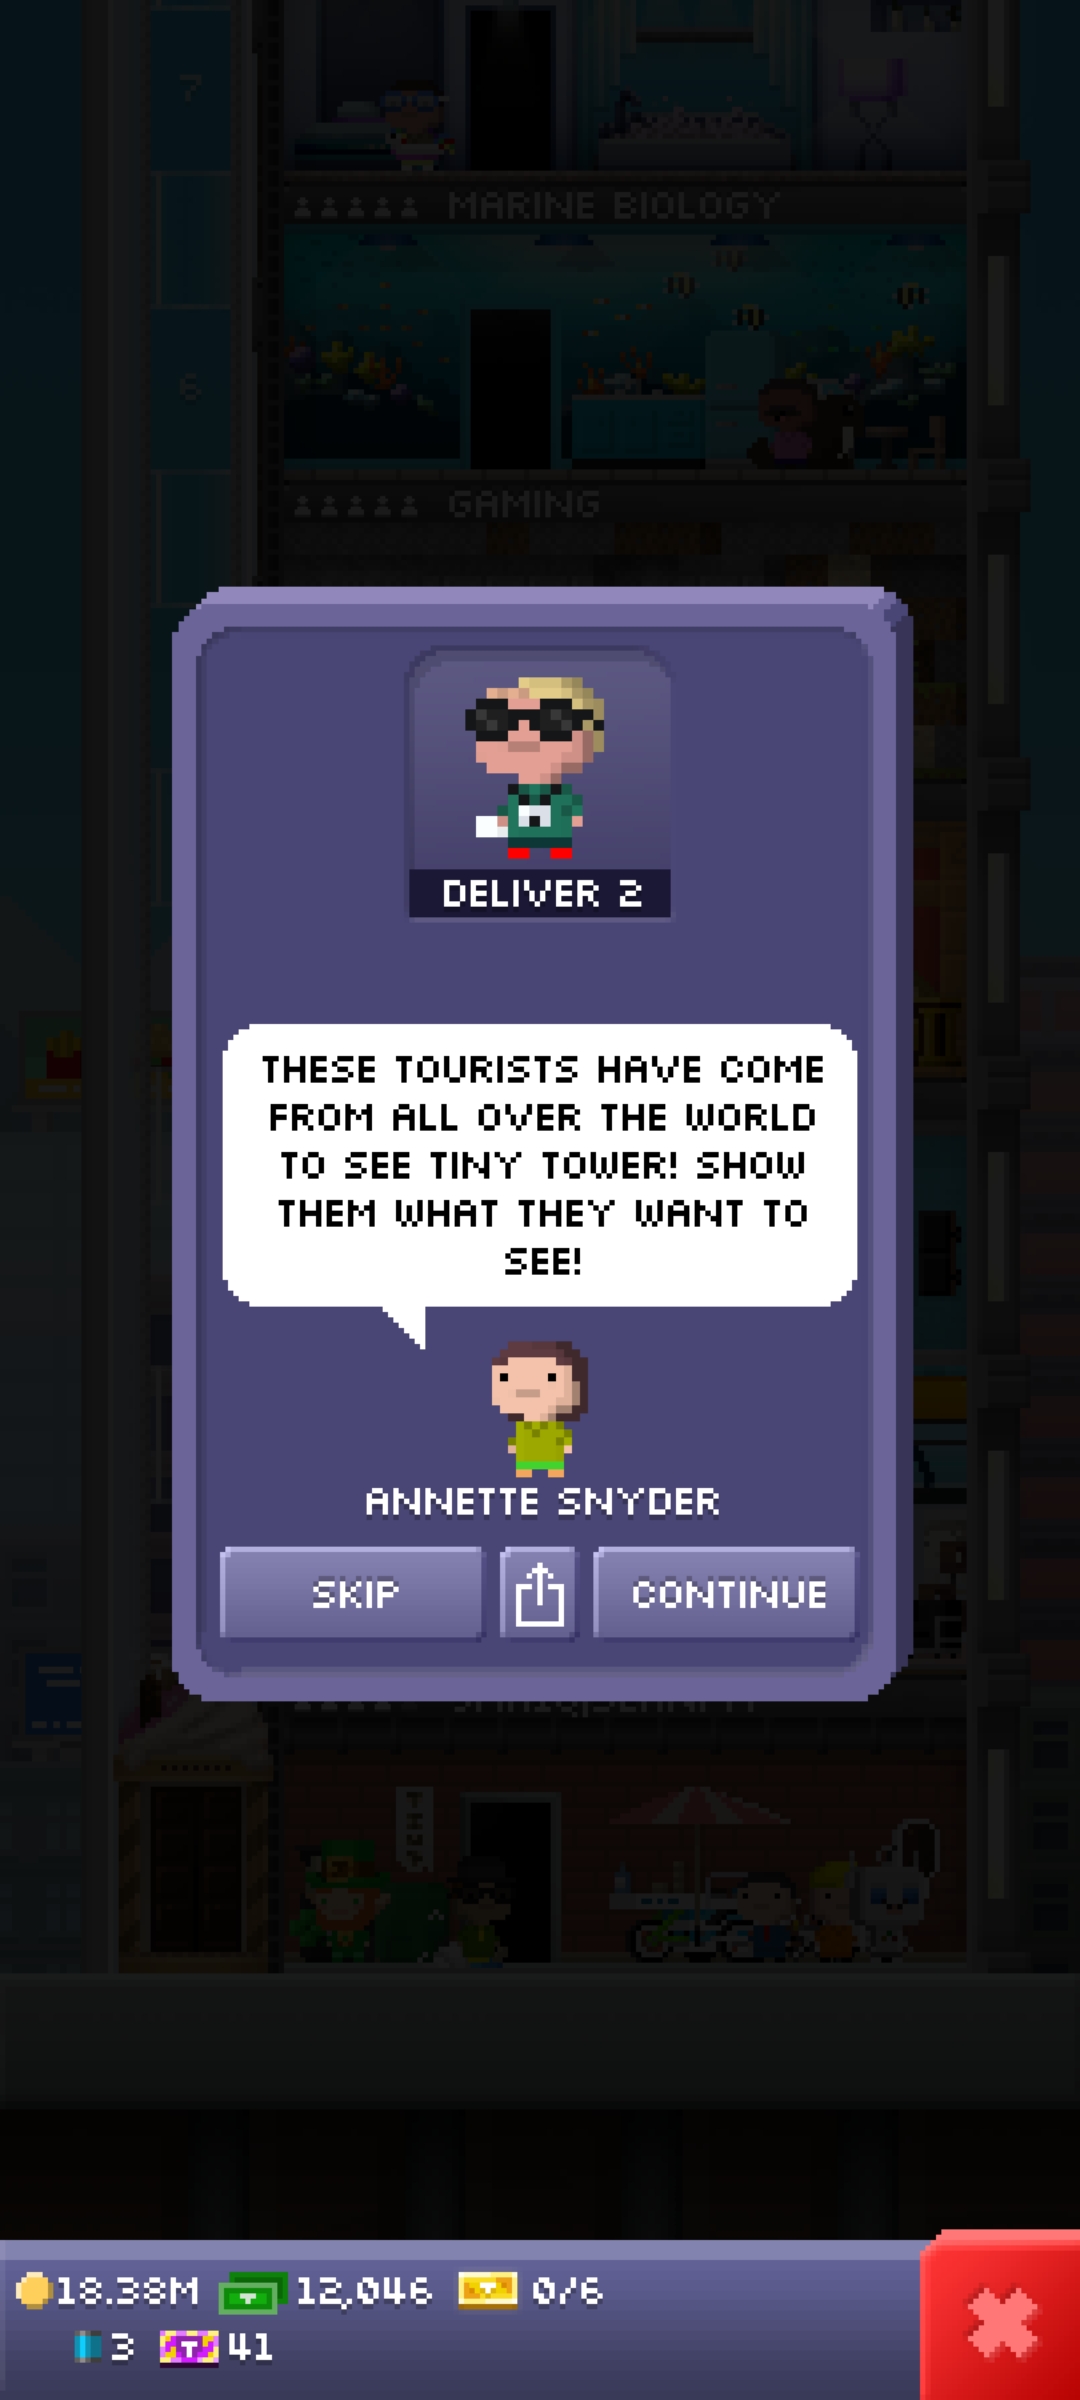 7
MARINE BIOLOGY
6
GAMING
DELIVER 2
THESE TOURISTS HAVE COME
FROM ALL OVER THE WORLD
TO SEE TINY TOWER! SHOW
THEM WHAT THEY WANT TO
SEE!
ANNETTE SNYDER
SKIP
CONTINUE
18.38M
12,046
0/6
3
41